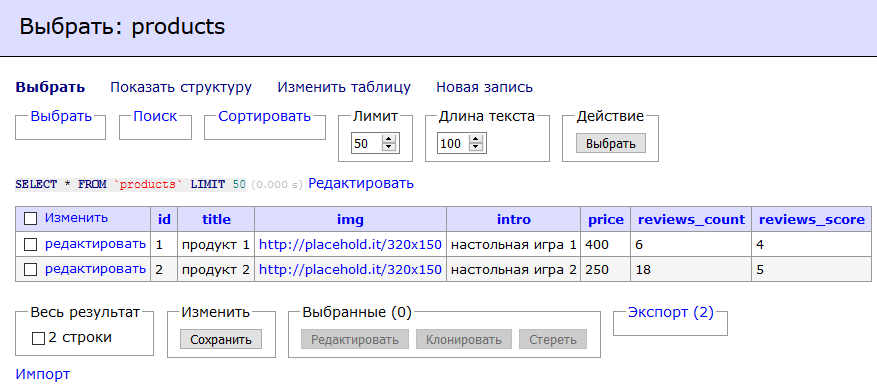 Выбрать: products
Выбрать Показать структуру Изменить таблицу Новая запись
Выбрать Поиск Сортировать Лимит Длина текста Действие
50 100 Выбрать
SELECT * FROM `products` LIMIT 50 (0.000 s) Редактировать
Изменить id title img intro price reviews_count reviews_score
редактировать 1 продукт 1 http://placehold.it/320x150 настольная игра 1 400 6 4
редактировать 2 продукт 2 http://placehold.it/320x150 настольная игра 2 250 18 5
Весь результат Изменить Выбранные (0) Экспорт (2)
2 строки Сохранить Редактировать Клонировать Стереть
Импорт